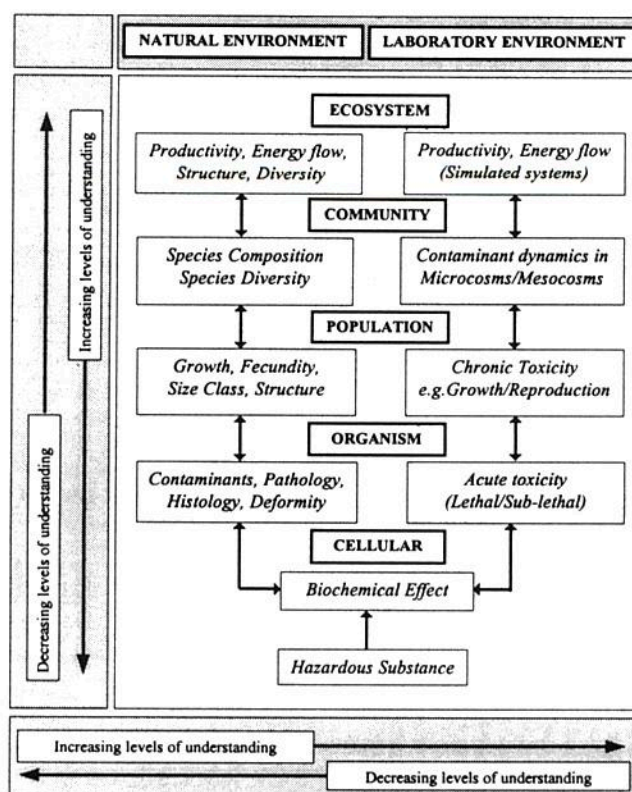 NATURAL ENVIRONMENT
LABORATORY ENVIRONMENT
ECOSYSTEM
Productivity, Energy flow,
Structure, Diversity
Productivity, Energy flow
(Simulated systems)
COMMUNITY
Species Composition
Species Diversity
Contaminant dynamics in
Microcosms/Mesocosms
POPULATION
Growth, Fecundity,
Size Class, Structure
Chronic Toxicity
e.g.Growth/Reproduction
ORGANISM
Contaminants, Pathology,
Histology, Deformity
Acute toxicity
(Lethal/Sub-lethal)
CELLULAR
Biochemical Effect
Hazardous Substance
Increasing levels of understanding
Decreasing levels of understanding
Increasing levels of understanding
Decreasing levels of understanding